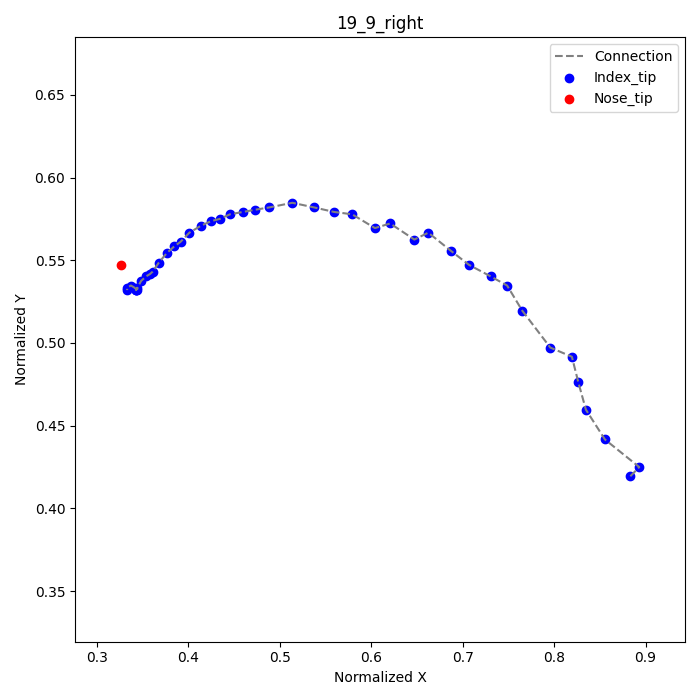 19_9_right
Connection
Index_tip
Nose_tip
0.65
0.60
0.55
0.50
0.45
0.40
0.35
Normalized Y
0.3
0.4
0.5
0.6
0.7
0.8
0.9
Normalized X